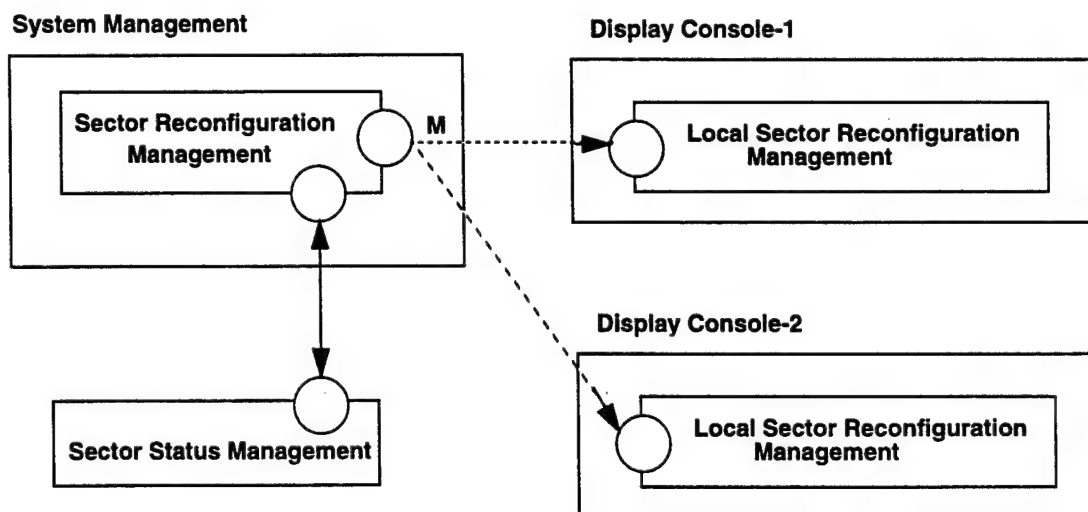 System Management
Display Console-1
Sector Reconfiguration
Management
M
Local Sector Reconfiguration
Management
Display Console-2
Sector Status Management
Local Sector Reconfiguration
Management